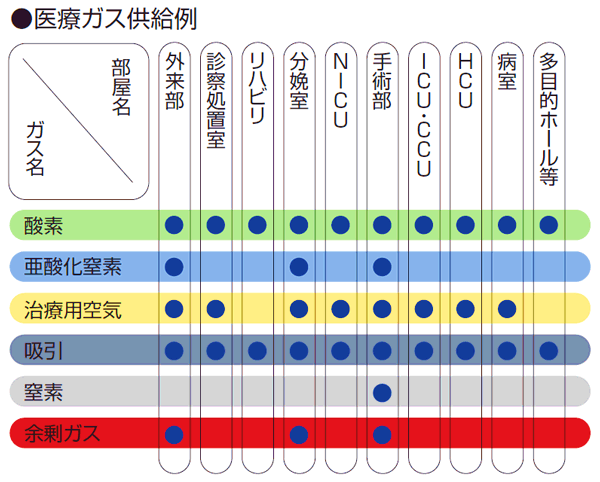 ●医療ガス供給例
部屋名
ガス名
外来部
診察処置室
リハビリ
分娩室
NICU
手術部
ICU・CCU
HCU
病室
多目的ホール等
酸素
亜酸化窒素
治療用空気
吸引
窒素
余剰ガス